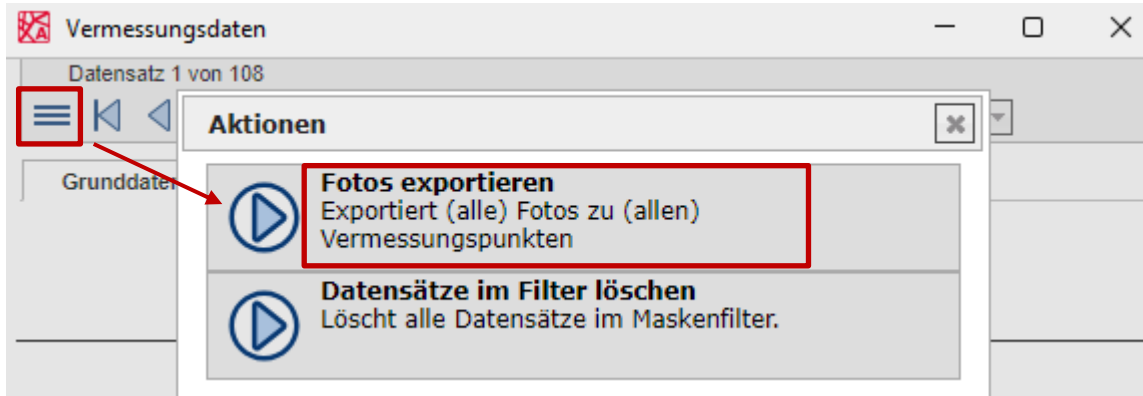 Vermessungsdaten
Datensatz 1 von 108
Aktionen
Grunddaten
Fotos exportieren
Exportiert (alle) Fotos zu (allen)
Vermessungspunkten
Datensätze im Filter löschen
Löscht alle Datensätze im Maskenfilter.